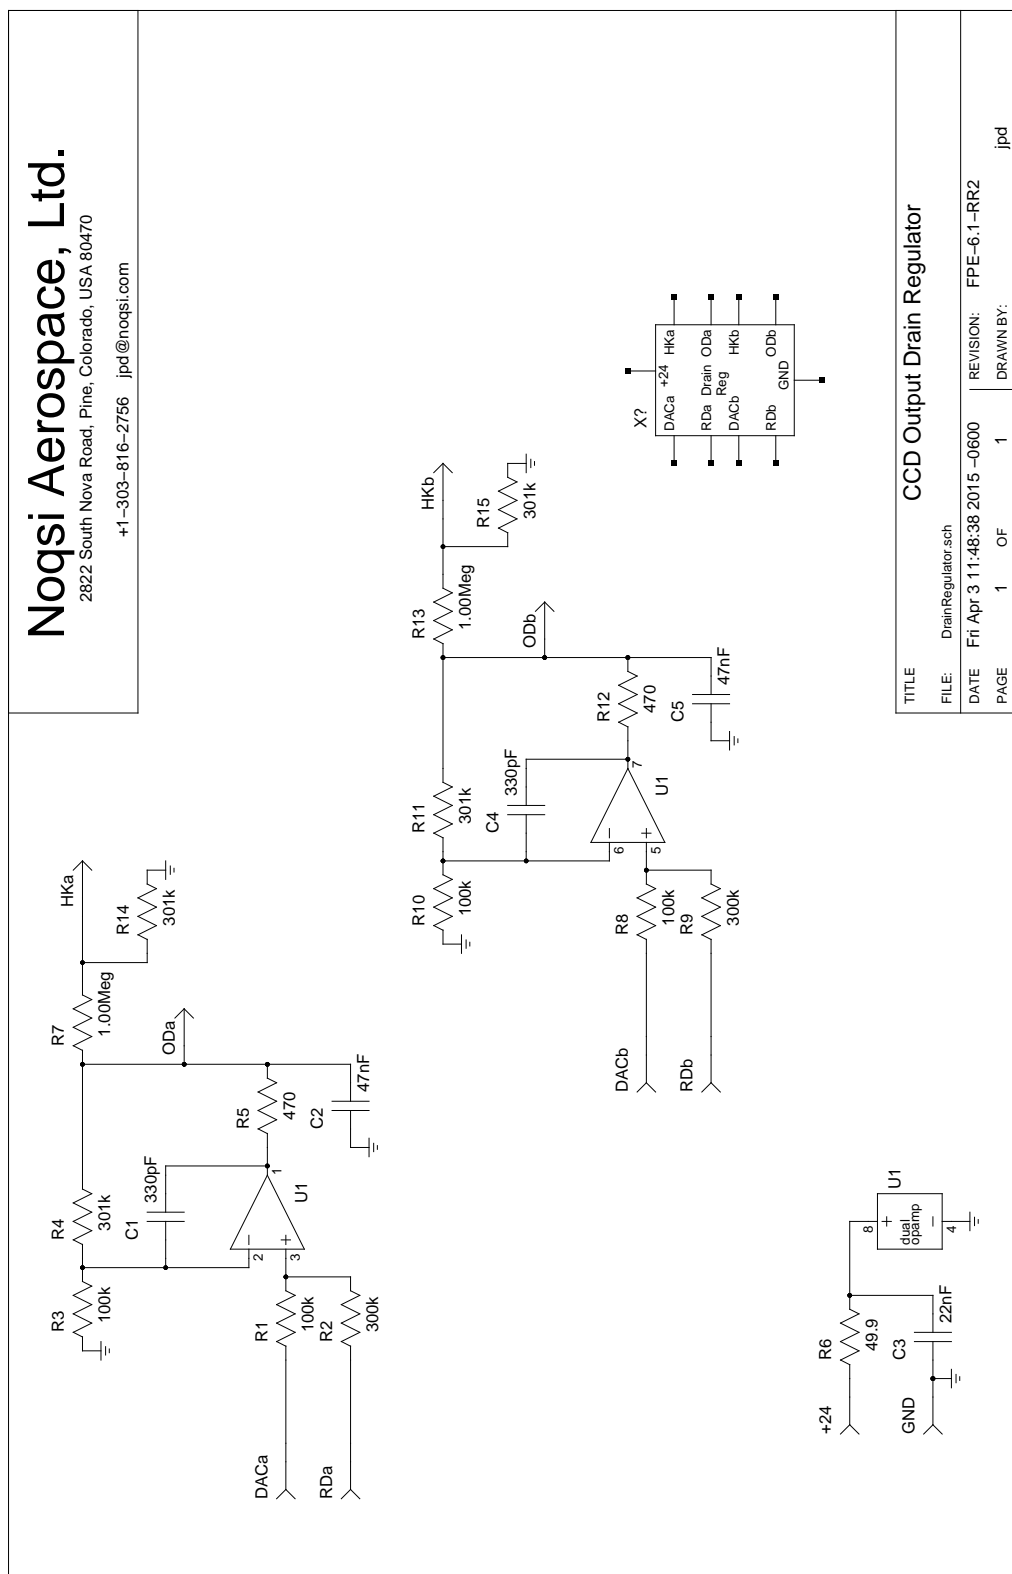 Noqsi Aerospace, Ltd.
2822 South Nova Road, Pine, Colorado, USA 80470
+1−303−816−2756 jpd@noqsi.com
R3
100k
R4
301k
R7
1.00Meg
HKa
R14
301k
C1
330pF
ODa
2
3
1
U1
R5
470
C2
47nF
DACa
R1
100k
RDa
R2
300k
R10
100k
R11
301k
R13
1.00Meg
HKb
R15
301k
C4
330pF
ODb
6
5
7
U1
R12
470
C5
47nF
DACb
R8
100k
RDb
R9
300k
X?
DACa +24 HKa
RDa Drain ODa
Reg
DACb HKb
RDb GND ODb
+24
R6
49.9
GND
C3
22nF
8
+
dual
opamp
−
4
U1
TITLE
CCD Output Drain Regulator
FILE: DrainRegulator.sch
DATE Fri Apr 3 11:48:38 2015 −0600
REVISION: FPE−6.1−RR2
PAGE 1 OF 1
DRAWN BY: jpd